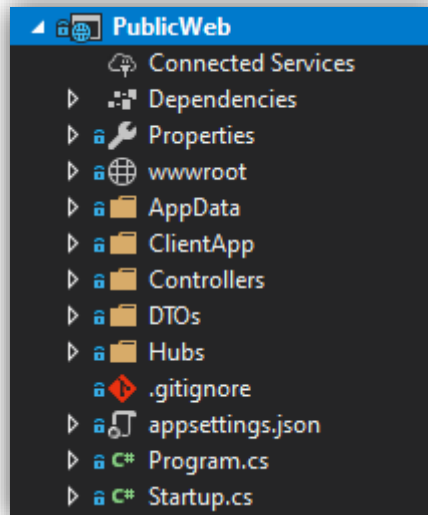 PublicWeb
Connected Services
Dependencies
Properties
wwwroot
AppData
ClientApp
Controllers
DTOs
Hubs
.gitignore
appsettings.json
C# Program.cs
C# Startup.cs